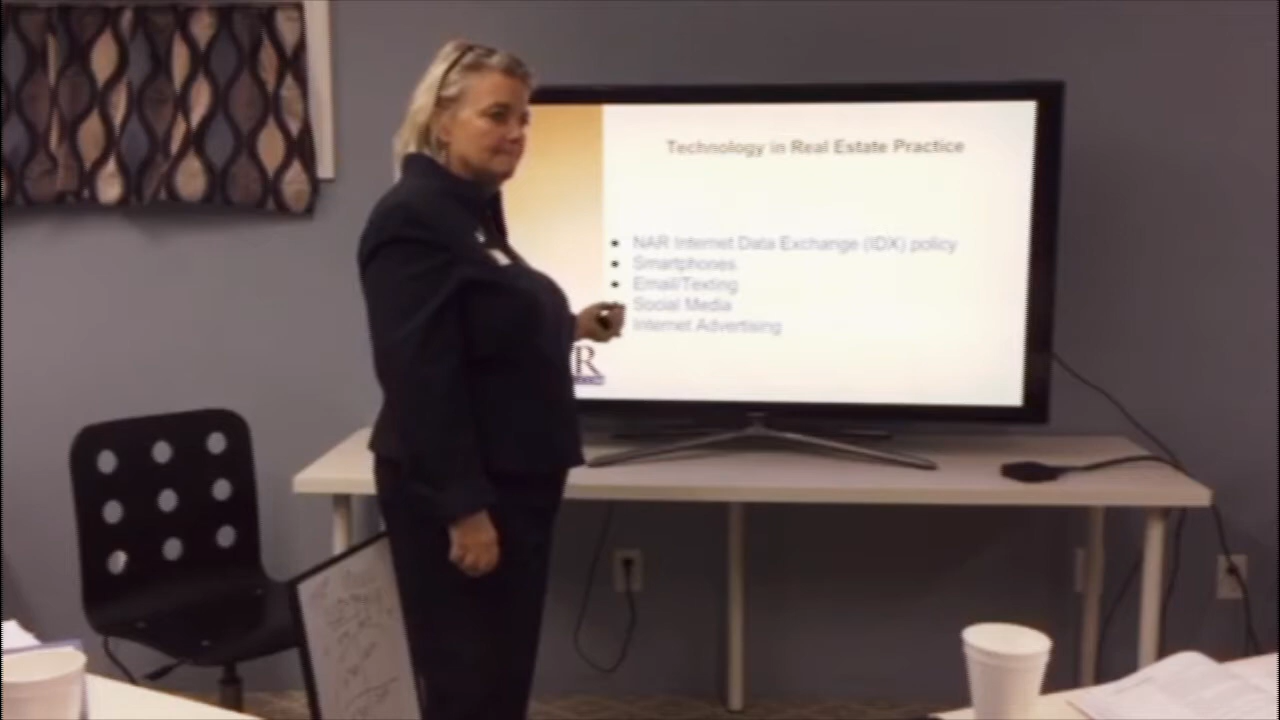 Technology in Real Estate Practice
NAR Internet Data Exchange (IDX) policy
Smartphones
Email/Texting
Social Media
Internet Advertising
R